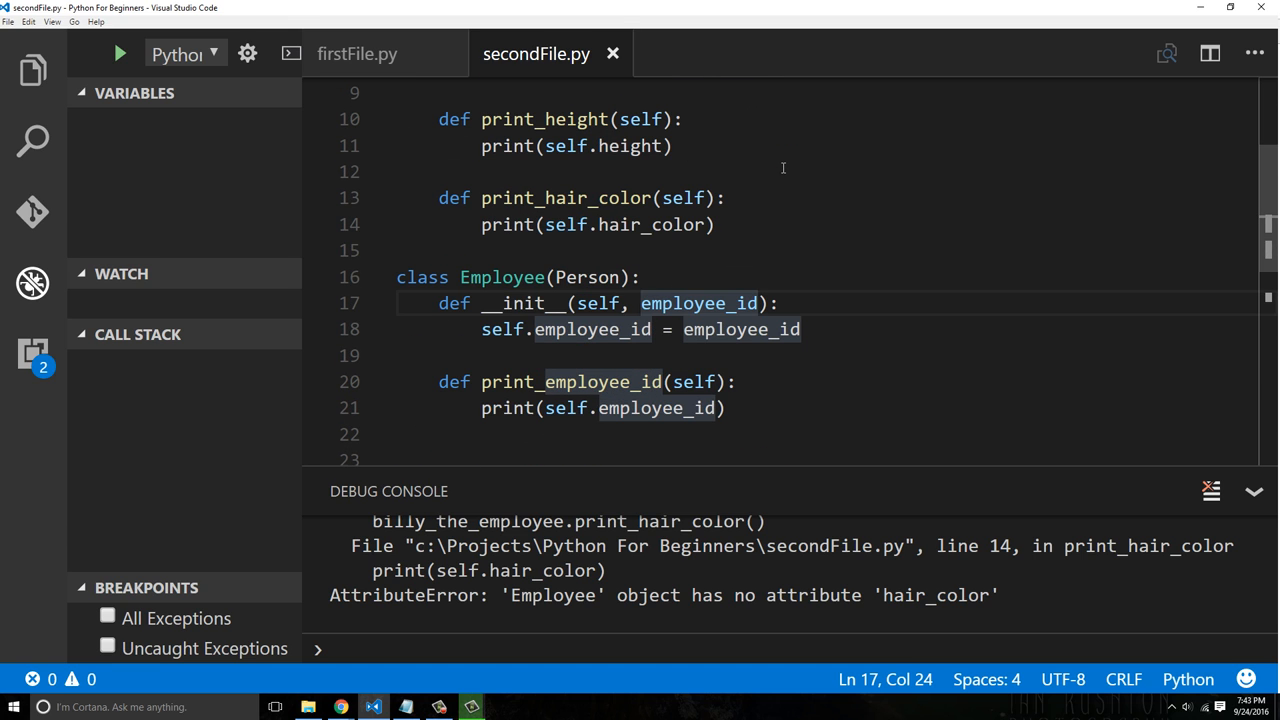 secondFile.py - Python For Beginners - Visual Studio Code
File Edit View Go Help
Python
firstFile.py
secondFile.py
VARIABLES
WATCH
CALL STACK
2
BREAKPOINTS
All Exceptions
Uncaught Exceptions
9
10 def print_height(self):
11 print(self.height)
12
13 def print_hair_color(self):
14 print(self.hair_color)
15
16 class Employee(Person):
17 def __init__(self, employee_id):
18 self.employee_id = employee_id
19
20 def print_employee_id(self):
21 print(self.employee_id)
22
23
DEBUG CONSOLE
billy_the_employee.print_hair_color()
File "c:\Projects\Python For Beginners\secondFile.py", line 14, in print_hair_color
print(self.hair_color)
AttributeError: 'Employee' object has no attribute 'hair_color'
0 0
Ln 17, Col 24 Spaces: 4 UTF-8 CRLF Python
I'm Cortana. Ask me anything.
7:43 PM
9/24/2016